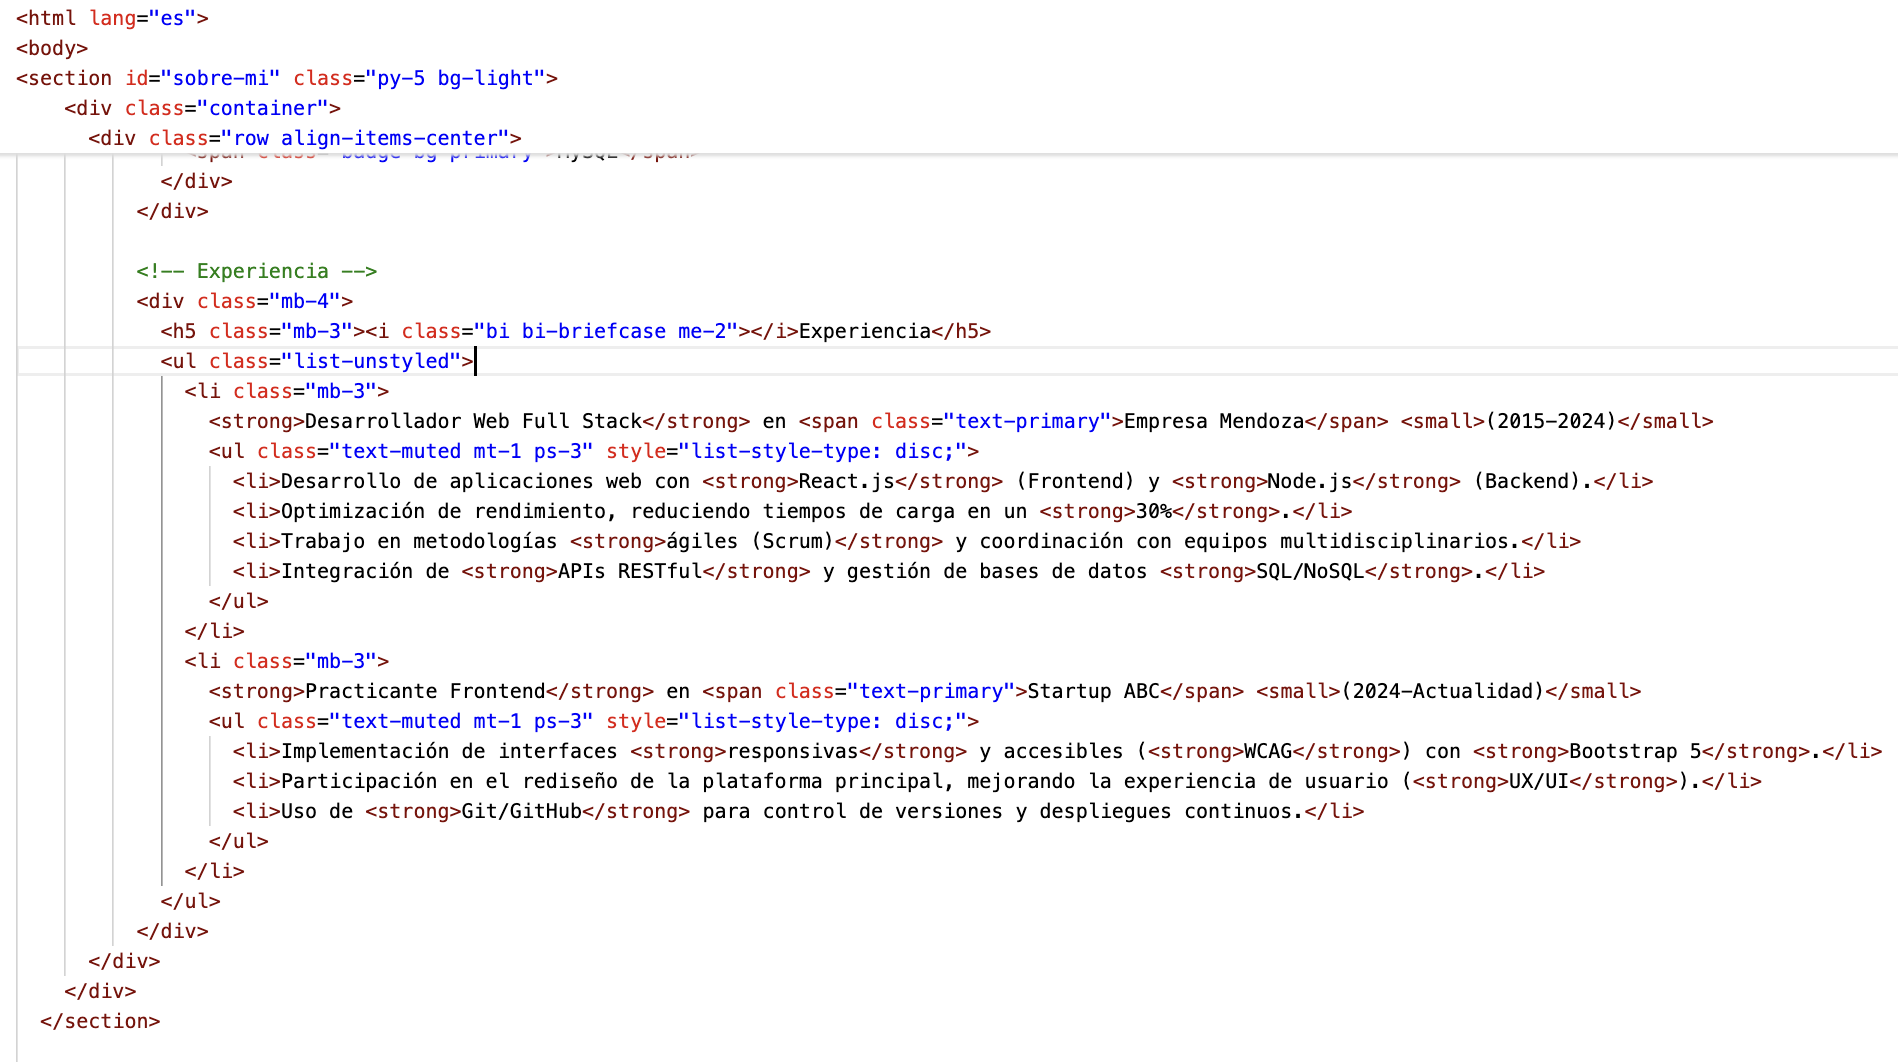 <html lang="es">
<body>
<section id="sobre-mi" class="py-5 bg-light">
<div class="container">
<div class="row align-items-center">
<span class="badge bg-primary">MySQL</span>
</div>
</div>
<!-- Experiencia -->
<div class="mb-4">
<h5 class="mb-3"><i class="bi bi-briefcase me-2"></i>Experiencia</h5>
<ul class="list-unstyled">
<li class="mb-3">
<strong>Desarrollador Web Full Stack</strong> en <span class="text-primary">Empresa Mendoza</span> <small>(2015-2024)</small>
<ul class="text-muted mt-1 ps-3" style="list-style-type: disc;">
<li>Desarrollo de aplicaciones web con <strong>React.js</strong> (Frontend) y <strong>Node.js</strong> (Backend).</li>
<li>Optimización de rendimiento, reduciendo tiempos de carga en un <strong>30%</strong>.</li>
<li>Trabajo en metodologías <strong>ágiles (Scrum)</strong> y coordinación con equipos multidisciplinarios.</li>
<li>Integración de <strong>APIs RESTful</strong> y gestión de bases de datos <strong>SQL/NoSQL</strong>.</li>
</ul>
</li>
<li class="mb-3">
<strong>Practicante Frontend</strong> en <span class="text-primary">Startup ABC</span> <small>(2024-Actualidad)</small>
<ul class="text-muted mt-1 ps-3" style="list-style-type: disc;">
<li>Implementación de interfaces <strong>responsivas</strong> y accesibles (<strong>WCAG</strong>) con <strong>Bootstrap 5</strong>.</li>
<li>Participación en el rediseño de la plataforma principal, mejorando la experiencia de usuario (<strong>UX/UI</strong>).</li>
<li>Uso de <strong>Git/GitHub</strong> para control de versiones y despliegues continuos.</li>
</ul>
</li>
</ul>
</div>
</div>
</div>
</section>